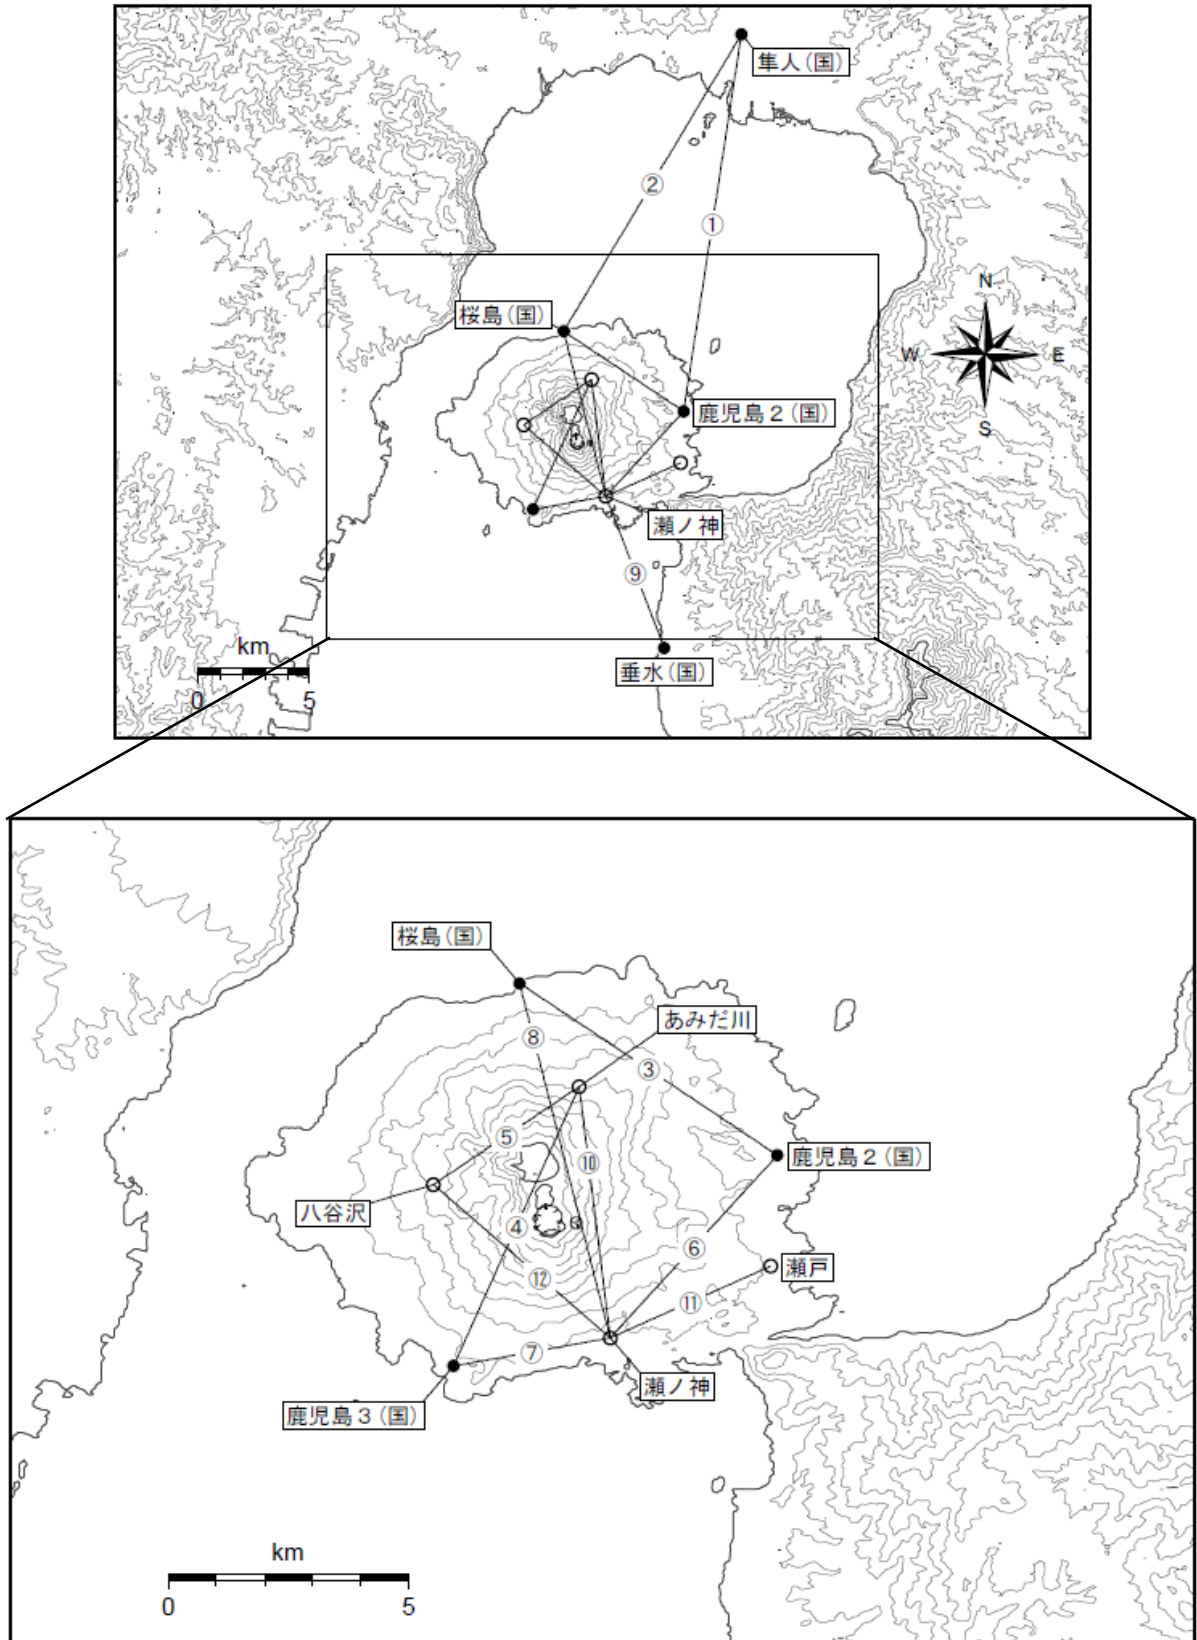 隼人(国)
②
①
N
桜島(国)
W
E
鹿児島2(国)
S
瀬ノ神
⑨
km
垂水(国)
0
5
桜島(国)
あみだ川
⑧
③
⑤
⑩
鹿児島2(国)
八谷沢
④
⑥
瀬戸
⑫
⑪
⑦
瀬ノ神
鹿児島3(国)
km
0
5